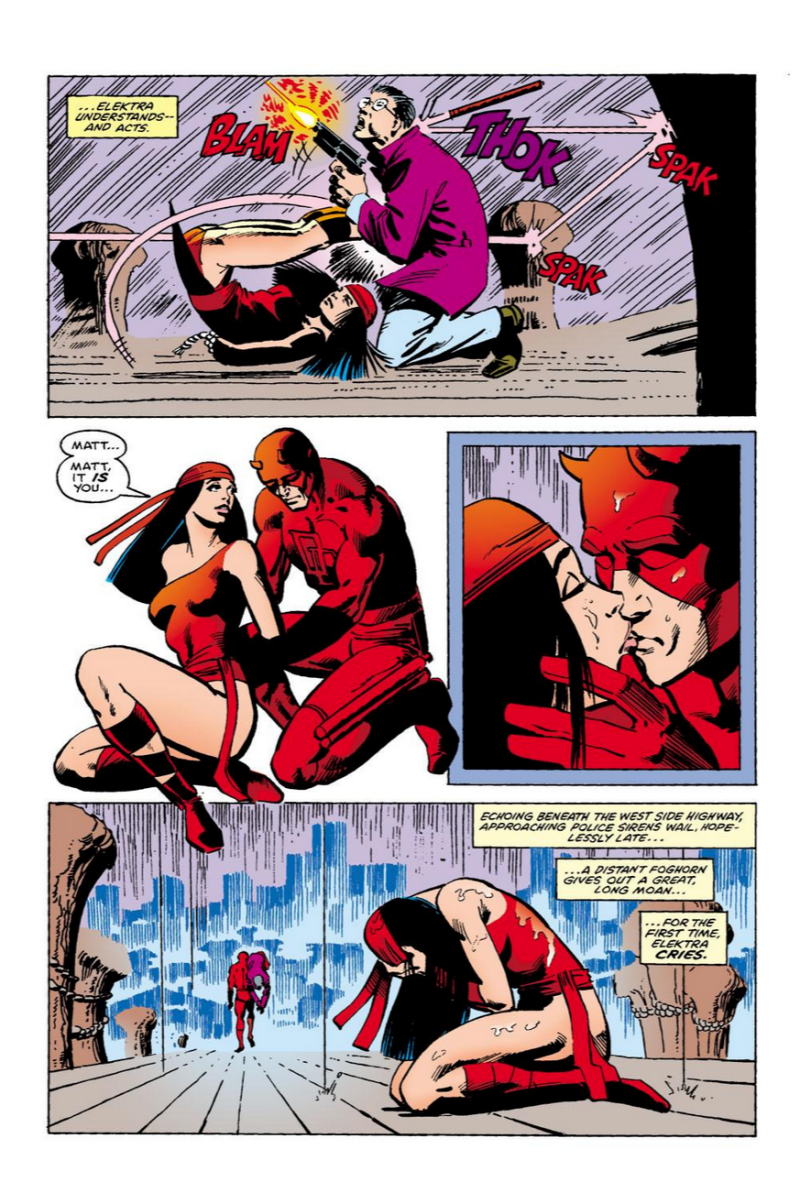 ...ELEKTRA
UNDERSTANDS--
AND ACTS.
BLAM
THOK
SPAK
SPAK
MATT...
MATT,
IT IS
YOU...
DD
ECHOING BENEATH THE WEST SIDE HIGHWAY,
APPROACHING POLICE SIRENS WAIL, HOPE-
LESSLY LATE...
...A DISTANT FOGHORN
GIVES OUT A GREAT,
LONG MOAN...
...FOR THE
FIRST TIME,
ELEKTRA
CRIES.